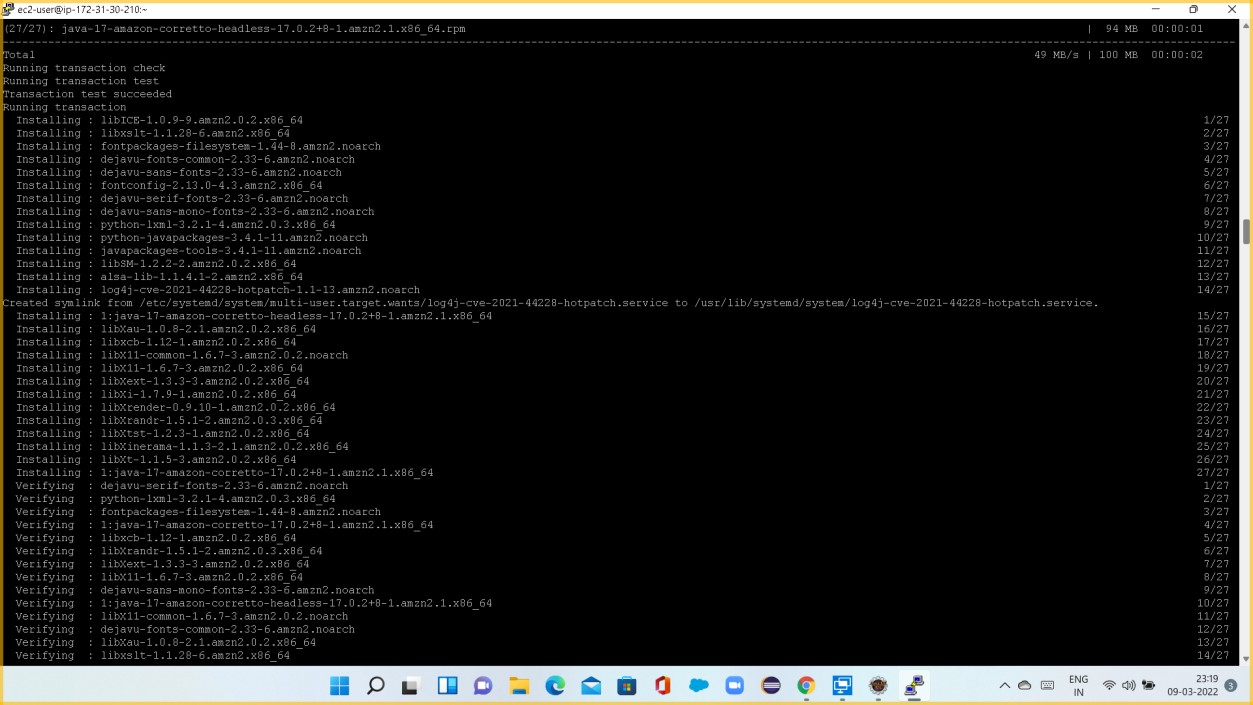 ec2-user@ip-172-31-30-210:~
(27/27): java-17-amazon-corretto-headless-17.0.2+8-1.amzn2.1.x86_64.rpm | 94 MB 00:00:01
--------------------------------------------------------------------------------
Total 49 MB/s | 100 MB 00:00:02
Running transaction check
Running transaction test
Transaction test succeeded
Running transaction
Installing : libICE-1.0.9-9.amzn2.0.2.x86_64 1/27
Installing : libxslt-1.1.28-6.amzn2.x86_64 2/27
Installing : fontpackages-filesystem-1.44-8.amzn2.noarch 3/27
Installing : dejavu-fonts-common-2.33-6.amzn2.noarch 4/27
Installing : dejavu-sans-fonts-2.33-6.amzn2.noarch 5/27
Installing : fontconfig-2.13.0-4.3.amzn2.x86_64 6/27
Installing : dejavu-serif-fonts-2.33-6.amzn2.noarch 7/27
Installing : dejavu-sans-mono-fonts-2.33-6.amzn2.noarch 8/27
Installing : python-lxml-3.2.1-4.amzn2.0.3.x86_64 9/27
Installing : python-javapackages-3.4.1-11.amzn2.noarch 10/27
Installing : javapackages-tools-3.4.1-11.amzn2.noarch 11/27
Installing : libSM-1.2.2-2.amzn2.0.2.x86_64 12/27
Installing : alsa-lib-1.1.4.1-2.amzn2.x86_64 13/27
Installing : log4j-cve-2021-44228-hotpatch-1.1-13.amzn2.noarch 14/27
Created symlink from /etc/systemd/system/multi-user.target.wants/log4j-cve-2021-44228-hotpatch.service to /usr/lib/systemd/system/log4j-cve-2021-44228-hotpatch.service.
Installing : 1:java-17-amazon-corretto-headless-17.0.2+8-1.amzn2.1.x86_64 15/27
Installing : libXau-1.0.8-2.1.amzn2.0.2.x86_64 16/27
Installing : libxcb-1.12-1.amzn2.0.2.x86_64 17/27
Installing : libX11-common-1.6.7-3.amzn2.0.2.noarch 18/27
Installing : libX11-1.6.7-3.amzn2.0.2.x86_64 19/27
Installing : libXext-1.3.3-3.amzn2.0.2.x86_64 20/27
Installing : libXi-1.7.9-1.amzn2.0.2.x86_64 21/27
Installing : libXrender-0.9.10-1.amzn2.0.2.x86_64 22/27
Installing : libXrandr-1.5.1-2.amzn2.0.3.x86_64 23/27
Installing : libXtst-1.2.3-1.amzn2.0.2.x86_64 24/27
Installing : libXinerama-1.1.3-2.1.amzn2.0.2.x86_64 25/27
Installing : libXt-1.1.5-3.amzn2.0.2.x86_64 26/27
Installing : 1:java-17-amazon-corretto-17.0.2+8-1.amzn2.1.x86_64 27/27
Verifying : dejavu-serif-fonts-2.33-6.amzn2.noarch 1/27
Verifying : python-lxml-3.2.1-4.amzn2.0.3.x86_64 2/27
Verifying : fontpackages-filesystem-1.44-8.amzn2.noarch 3/27
Verifying : 1:java-17-amazon-corretto-17.0.2+8-1.amzn2.1.x86_64 4/27
Verifying : libxcb-1.12-1.amzn2.0.2.x86_64 5/27
Verifying : libXrandr-1.5.1-2.amzn2.0.3.x86_64 6/27
Verifying : libXext-1.3.3-3.amzn2.0.2.x86_64 7/27
Verifying : libX11-1.6.7-3.amzn2.0.2.x86_64 8/27
Verifying : dejavu-sans-mono-fonts-2.33-6.amzn2.noarch 9/27
Verifying : 1:java-17-amazon-corretto-headless-17.0.2+8-1.amzn2.1.x86_64 10/27
Verifying : libX11-common-1.6.7-3.amzn2.0.2.noarch 11/27
Verifying : dejavu-fonts-common-2.33-6.amzn2.noarch 12/27
Verifying : libXau-1.0.8-2.1.amzn2.0.2.x86_64 13/27
Verifying : libxslt-1.1.28-6.amzn2.x86_64 14/27
ENG
IN
23:19
09-03-2022
3